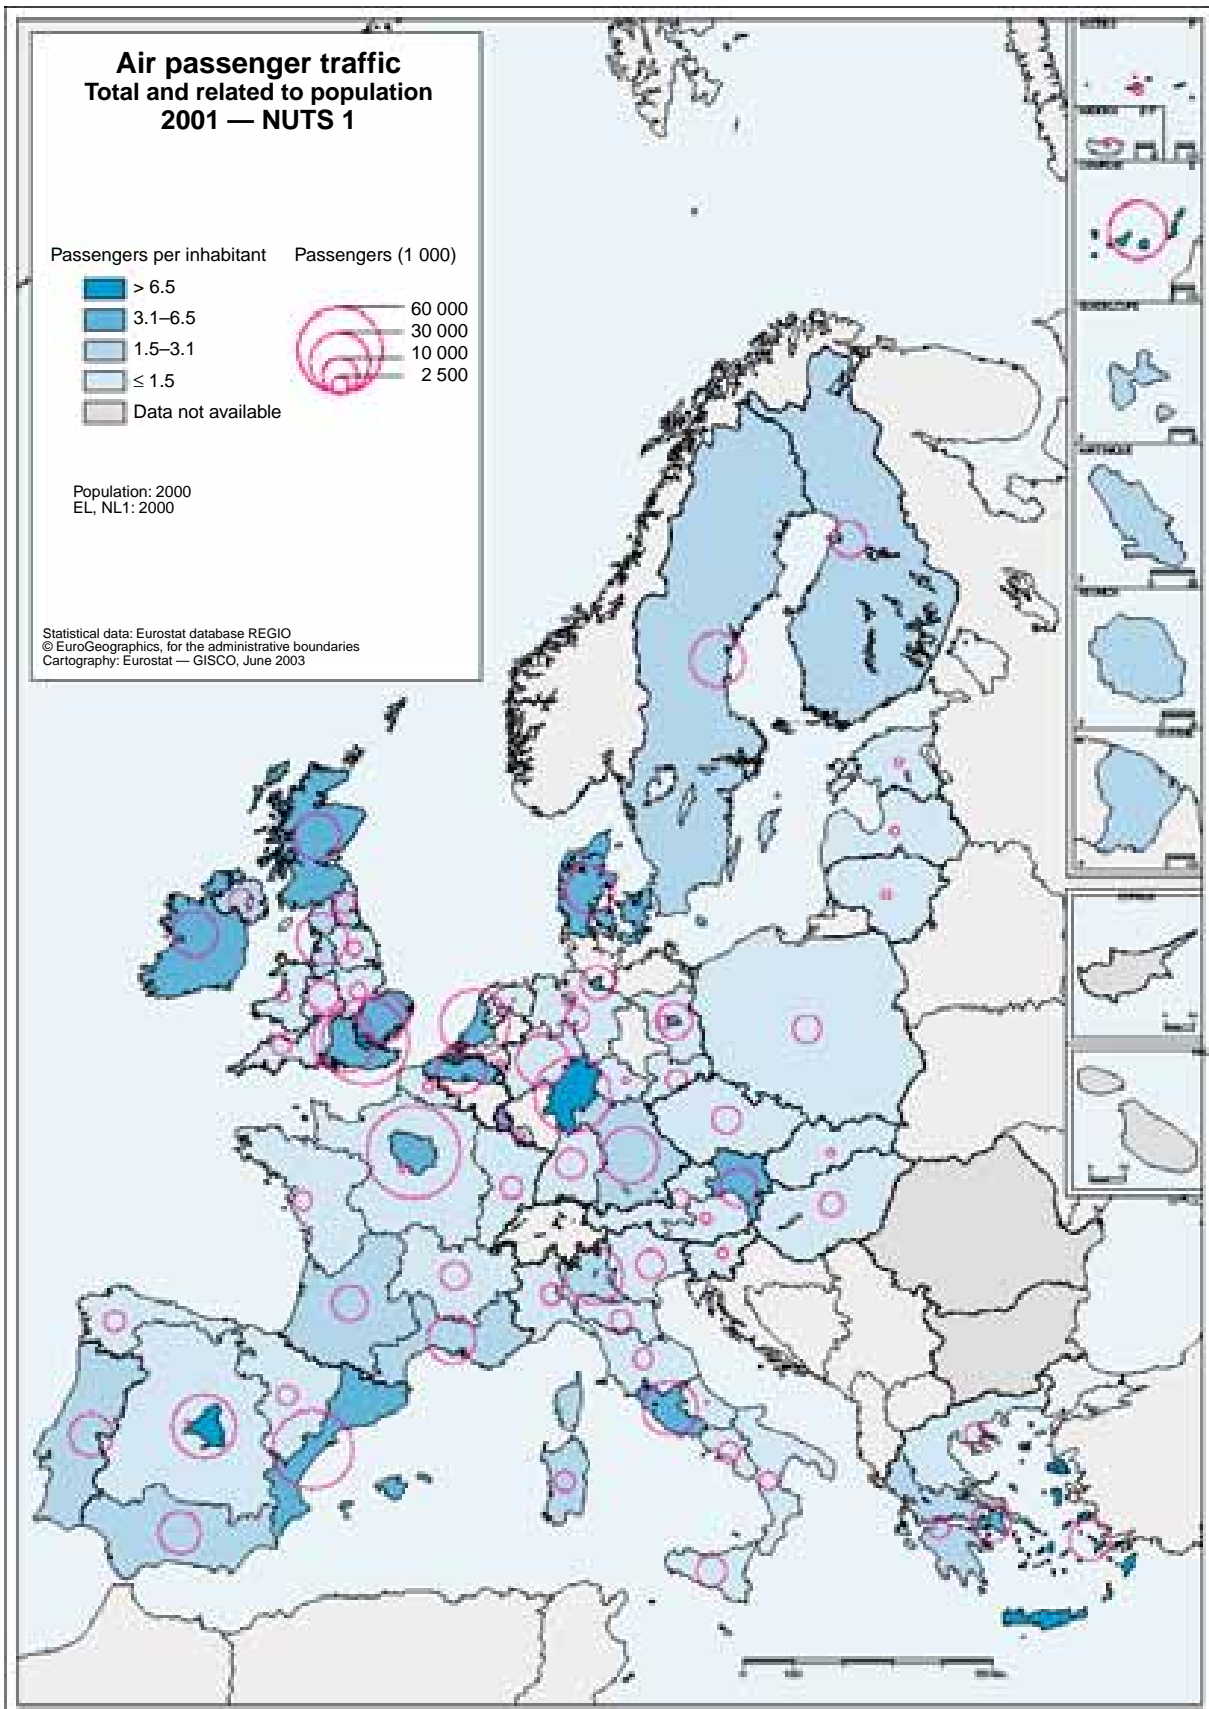 Air passenger traffic
Total and related to population
2001 — NUTS 1
Passengers per inhabitant
> 6.5
3.1–6.5
1.5–3.1
≤ 1.5
Data not available
Passengers (1 000)
60 000
30 000
10 000
2 500
Population: 2000
EL, NL1: 2000
Statistical data: Eurostat database REGIO
© EuroGeographics, for the administrative boundaries
Cartography: Eurostat — GISCO, June 2003